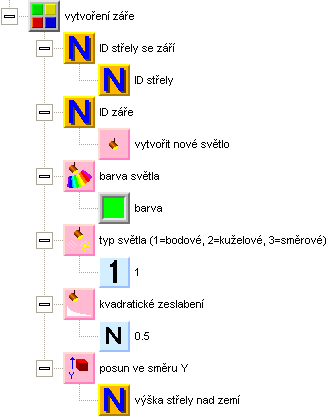 vytvoření záře
N ID střely se září
N ID střely
N ID záře
vytvořit nové světlo
barva světla
barva
typ světla (1=bodové, 2=kuželové, 3=směrové)
1 1
kvadratické zeslabení
N 0.5
Y posun ve směru Y
N výška střely nad zemí